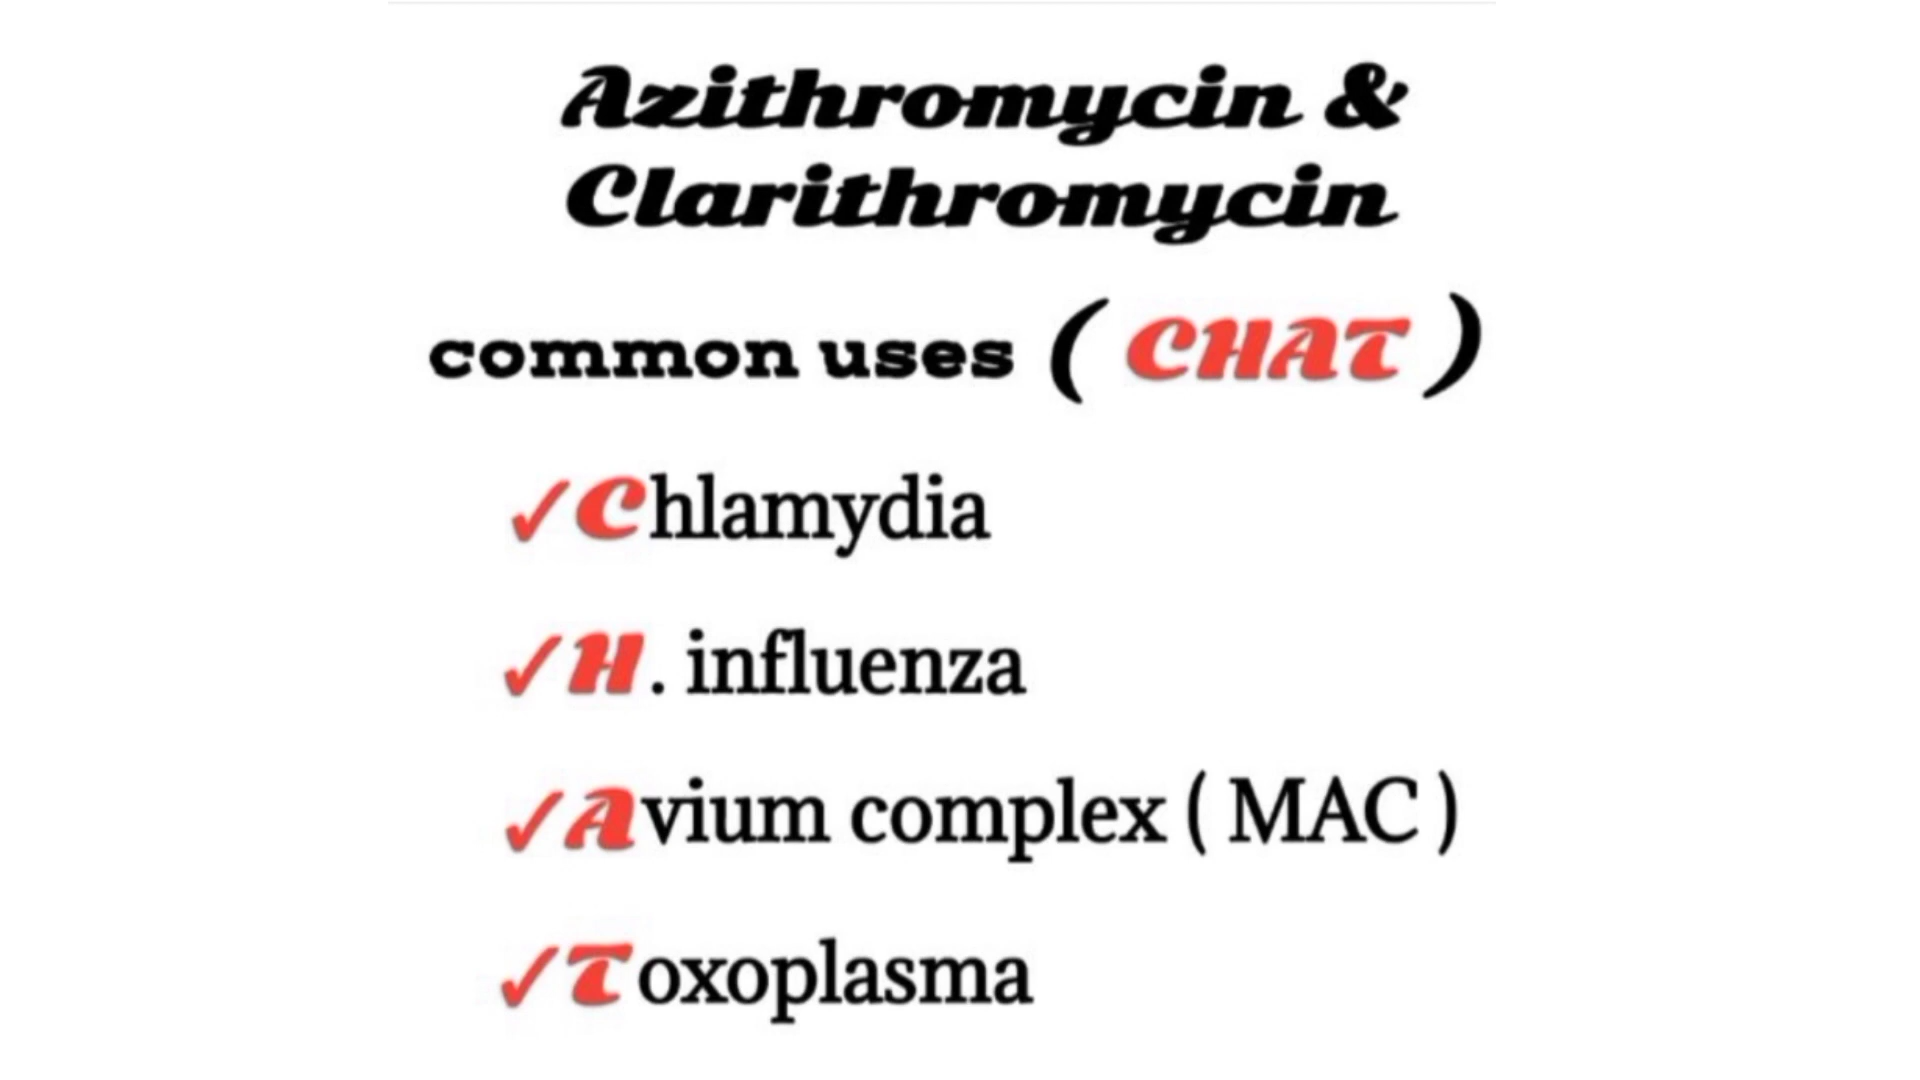 Azithromycin &
Clarithromycin
common uses ( CHAT )
✓Chlamydia
✓H. influenza
✓Avium complex ( MAC )
✓Toxoplasma